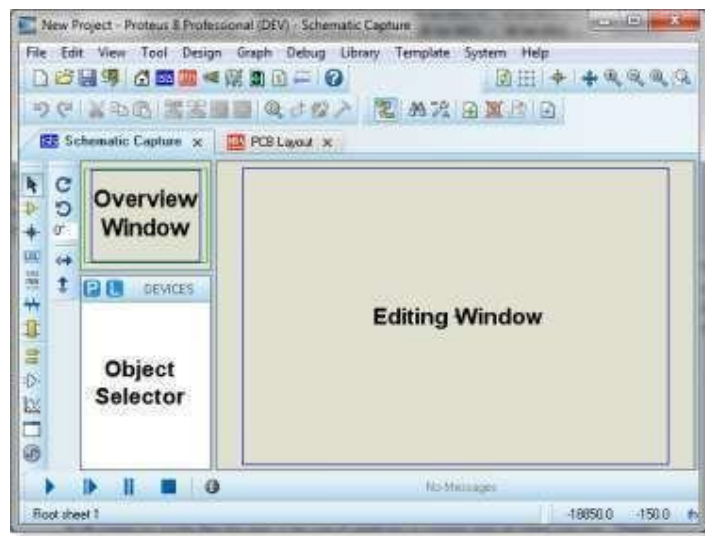 New Project - Proteus 8 Professional (DEV) - Schematic Capture
File Edit View Tool Design Graph Debug Library Template System Help
Schematic Capture x PCB Layout x
Overview
Window
0°
P L DEVICES
Editing Window
Object
Selector
No Messages
Root sheet 1 -18850.0 -150.0